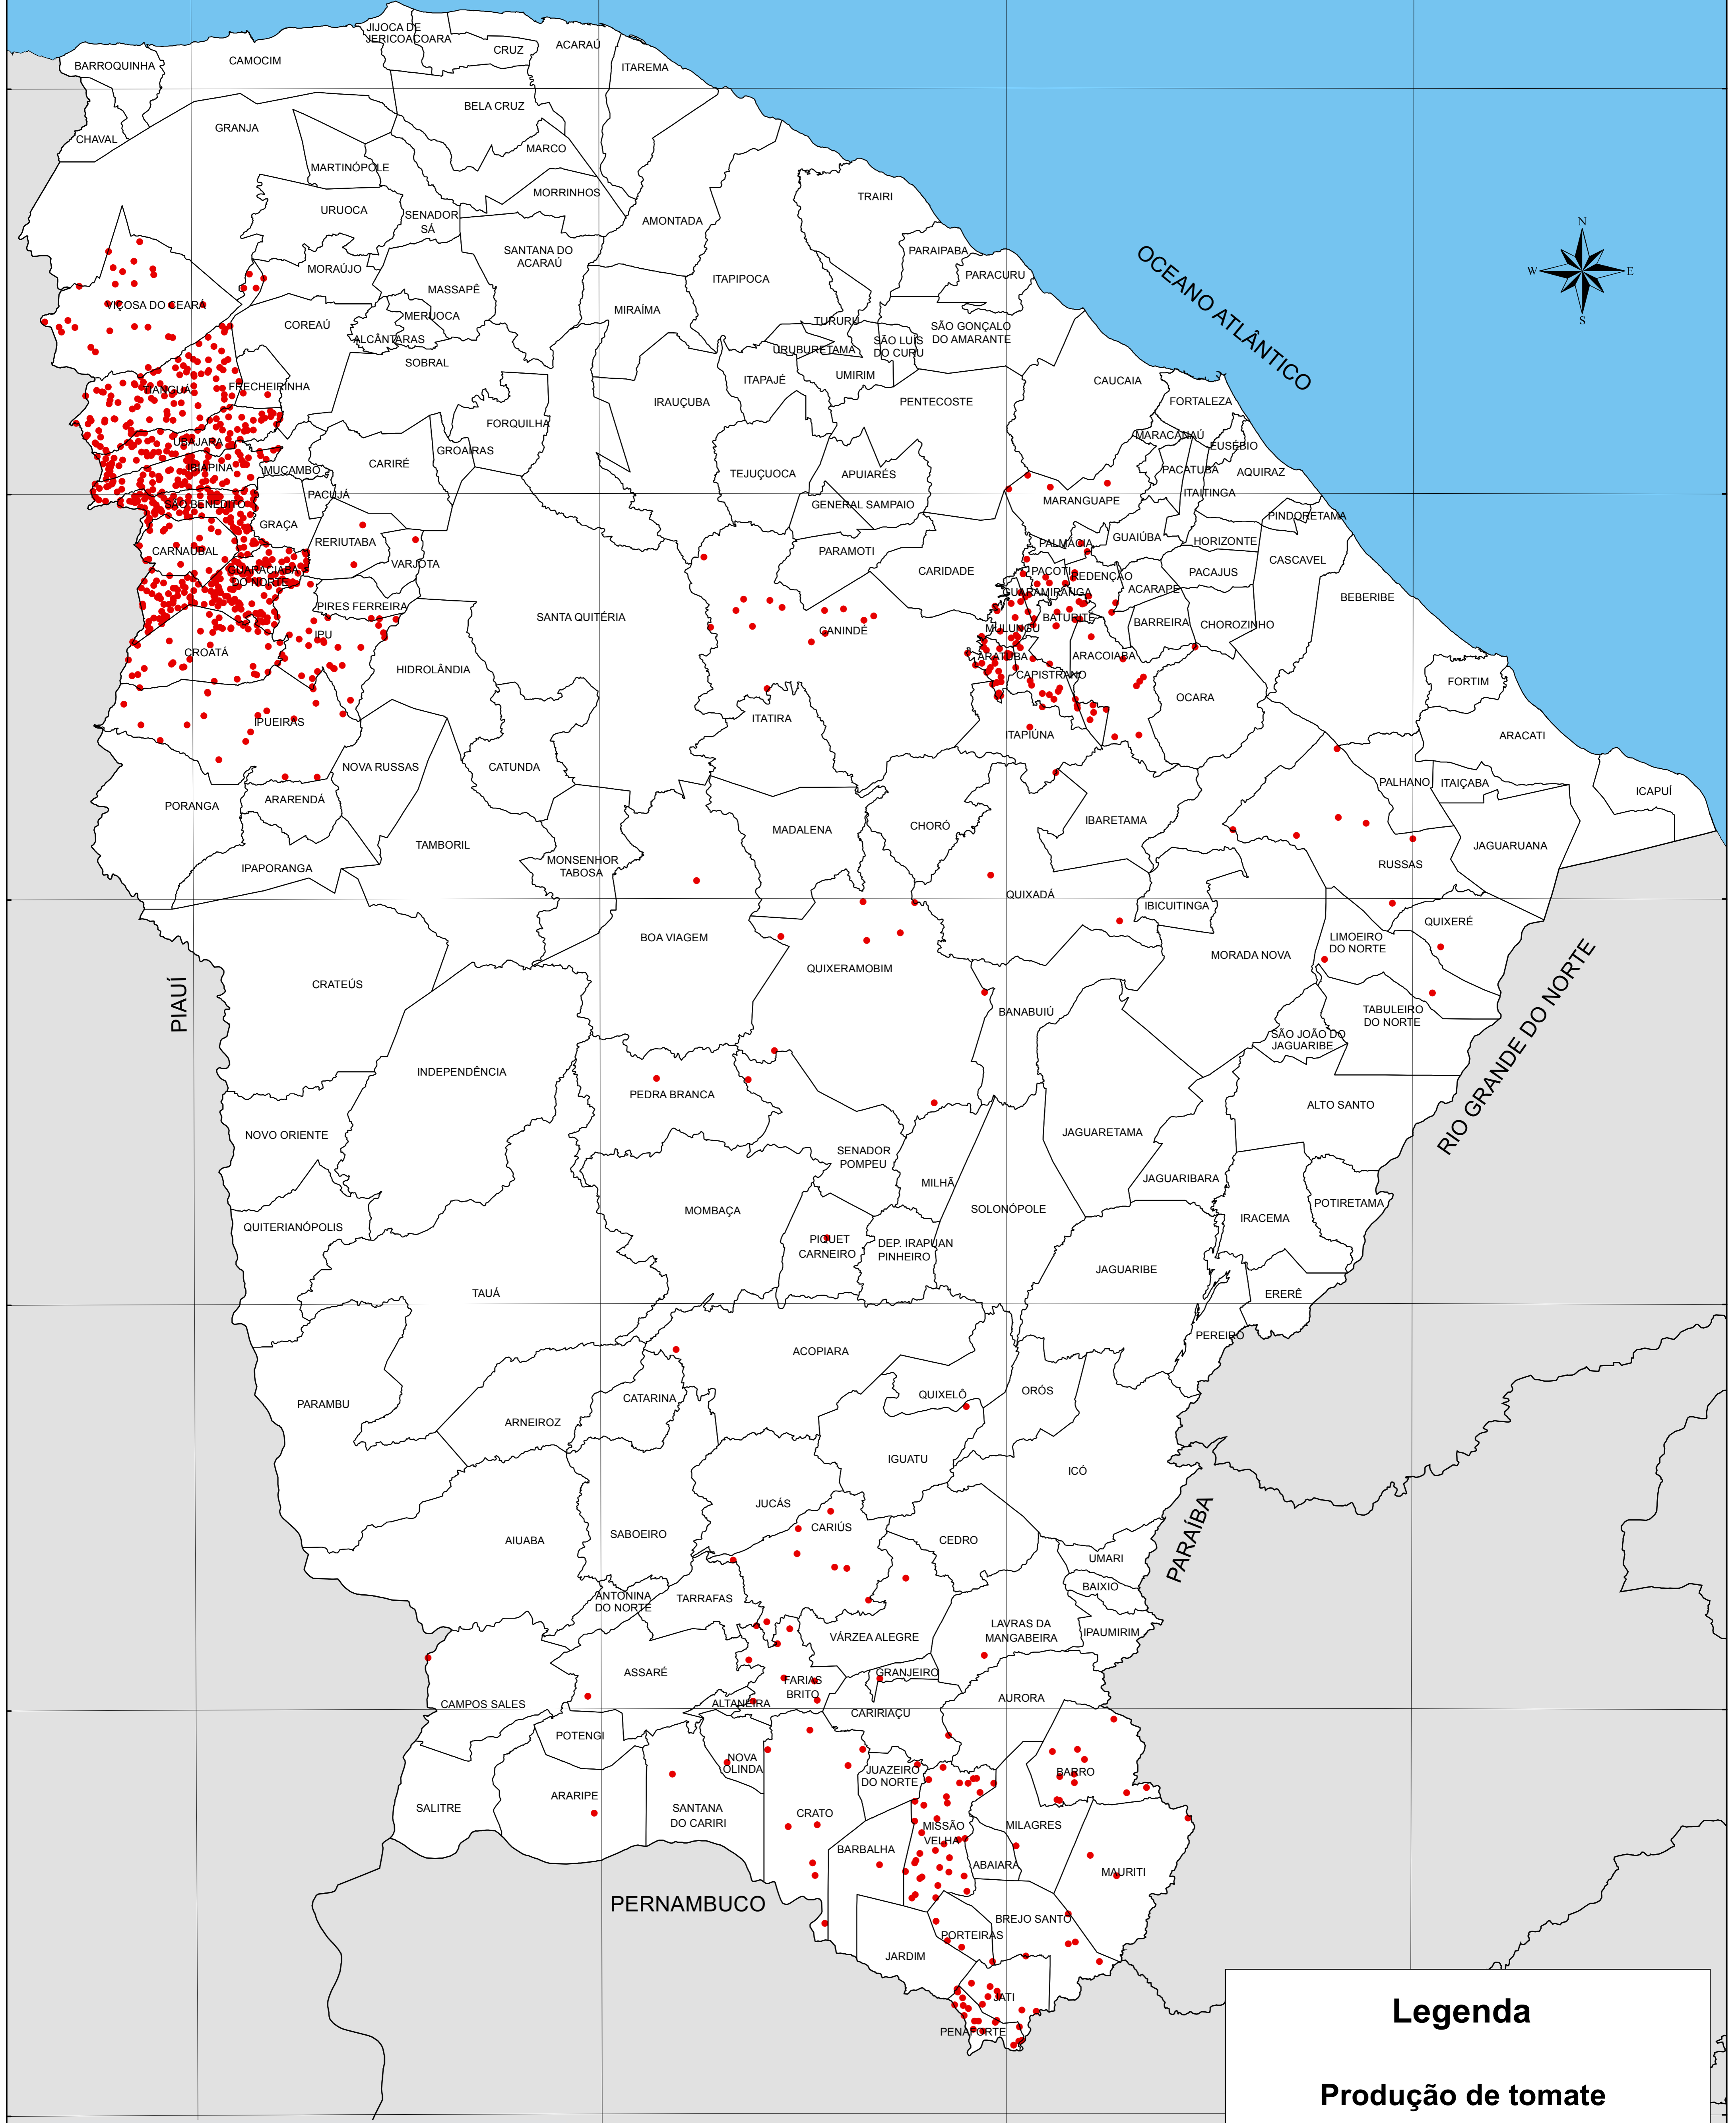 JIJOCA DE
JERICOACOARA
CRUZ
ACARAÚ
ITAREMA
BARROQUINHA
CAMOCIM
BELA CRUZ
CHAVAL
GRANJA
MARCO
MARTINÓPOLE
MORRINHOS
URUOCA
SENADOR
SÁ
AMONTADA
TRAIRI
SANTANA DO
ACARAÚ
PARAIPABA
PARACURU
OCEANO ATLÂNTICO
N
W
E
S
MORAÚJO
MASSAPÊ
ITAPIPOCA
VIÇOSA DO CEARÁ
MIRAÍMA
MERUOCA
COREAÚ
ALCÂNTARAS
TURURU
URUBURETAMA
SÃO LUÍS
DO CURU
SÃO GONÇALO
DO AMARANTE
SOBRAL
TIANGUÁ
FRECHEIRINHA
ITAPAJÉ
UMIRIM
CAUCAIA
IRAUÇUBA
PENTECOSTE
FORTALEZA
FORQUILHA
UBAJARA
MARACANAÚ
EUSÉBIO
GROAÍRAS
CARIRÉ
IBIAPINA
MUCAMBO
TEJUÇUOCA
APUIARÉS
PACATUBA
AQUIRAZ
PACUJÁ
SÃO BENEDITO
GENERAL SAMPAIO
MARANGUAPE
ITAITINGA
PINDORETAMA
GRAÇA
RERIUTABA
CARNAUBAL
PARAMOTI
PALMÁCIA
GUAIÚBA
HORIZONTE
CASCAVEL
VARJOTA
GUARACIABA
DO NORTE
CARIDADE
PACOTI
REDENÇÃO
PACAJUS
ACARAPE
GUARAMIRANGA
BEBERIBE
PIRES FERREIRA
SANTA QUITÉRIA
BATURITÉ
BARREIRA
CHOROZINHO
CANINDÉ
MULUNGU
IPU
CROATÁ
ARATUBA
ARACOIABA
HIDROLÂNDIA
CAPISTRANO
OCARA
FORTIM
IPUEIRAS
ITATIRA
ITAPIÚNA
ARACATI
NOVA RUSSAS
CATUNDA
PALHANO
ITAIÇABA
ICAPUÍ
PORANGA
ARARENDÁ
MADALENA
CHORÓ
IBARETAMA
TAMBORIL
JAGUARUANA
MONSENHOR
TABOSA
IPAPORANGA
RUSSAS
QUIXADÁ
IBICUITINGA
QUIXERÉ
BOA VIAGEM
LIMOEIRO
DO NORTE
MORADA NOVA
QUIXERAMOBIM
CRATEÚS
PIAUÍ
BANABUIÚ
TABULEIRO
DO NORTE
SÃO JOÃO DO
JAGUARIBE
RIO GRANDE DO NORTE
INDEPENDÊNCIA
PEDRA BRANCA
ALTO SANTO
NOVO ORIENTE
JAGUARETAMA
SENADOR
POMPEU
MILHÃ
JAGUARIBARA
POTIRETAMA
MOMBAÇA
SOLONÓPOLE
IRACEMA
QUITERIANÓPOLIS
PIQUET
CARNEIRO
DEP. IRAPUAN
PINHEIRO
JAGUARIBE
TAUÁ
ERERÊ
PEREIRO
ACOPIARA
QUIXELÔ
ORÓS
CATARINA
PARAMBU
ARNEIROZ
IGUATU
ICÓ
JUCÁS
CARIÚS
SABOEIRO
AIUABA
CEDRO
PARAÍBA
UMARI
BAIXIO
ANTONINA
DO NORTE
TARRAFAS
LAVRAS DA
MANGABEIRA
IPAUMIRIM
VÁRZEA ALEGRE
ASSARÉ
GRANJEIRO
FARIAS
BRITO
AURORA
CAMPOS SALES
ALTANEIRA
CARIRIAÇU
POTENGI
NOVA
OLINDA
JUAZEIRO
DO NORTE
BARRO
ARARIPE
SALITRE
SANTANA
DO CARIRI
CRATO
MISSÃO
VELHA
MILAGRES
BARBALHA
ABAIARA
MAURITI
PERNAMBUCO
BREJO SANTO
PORTEIRAS
JARDIM
JATI
PENAFORTE
Legenda
Produção de tomate